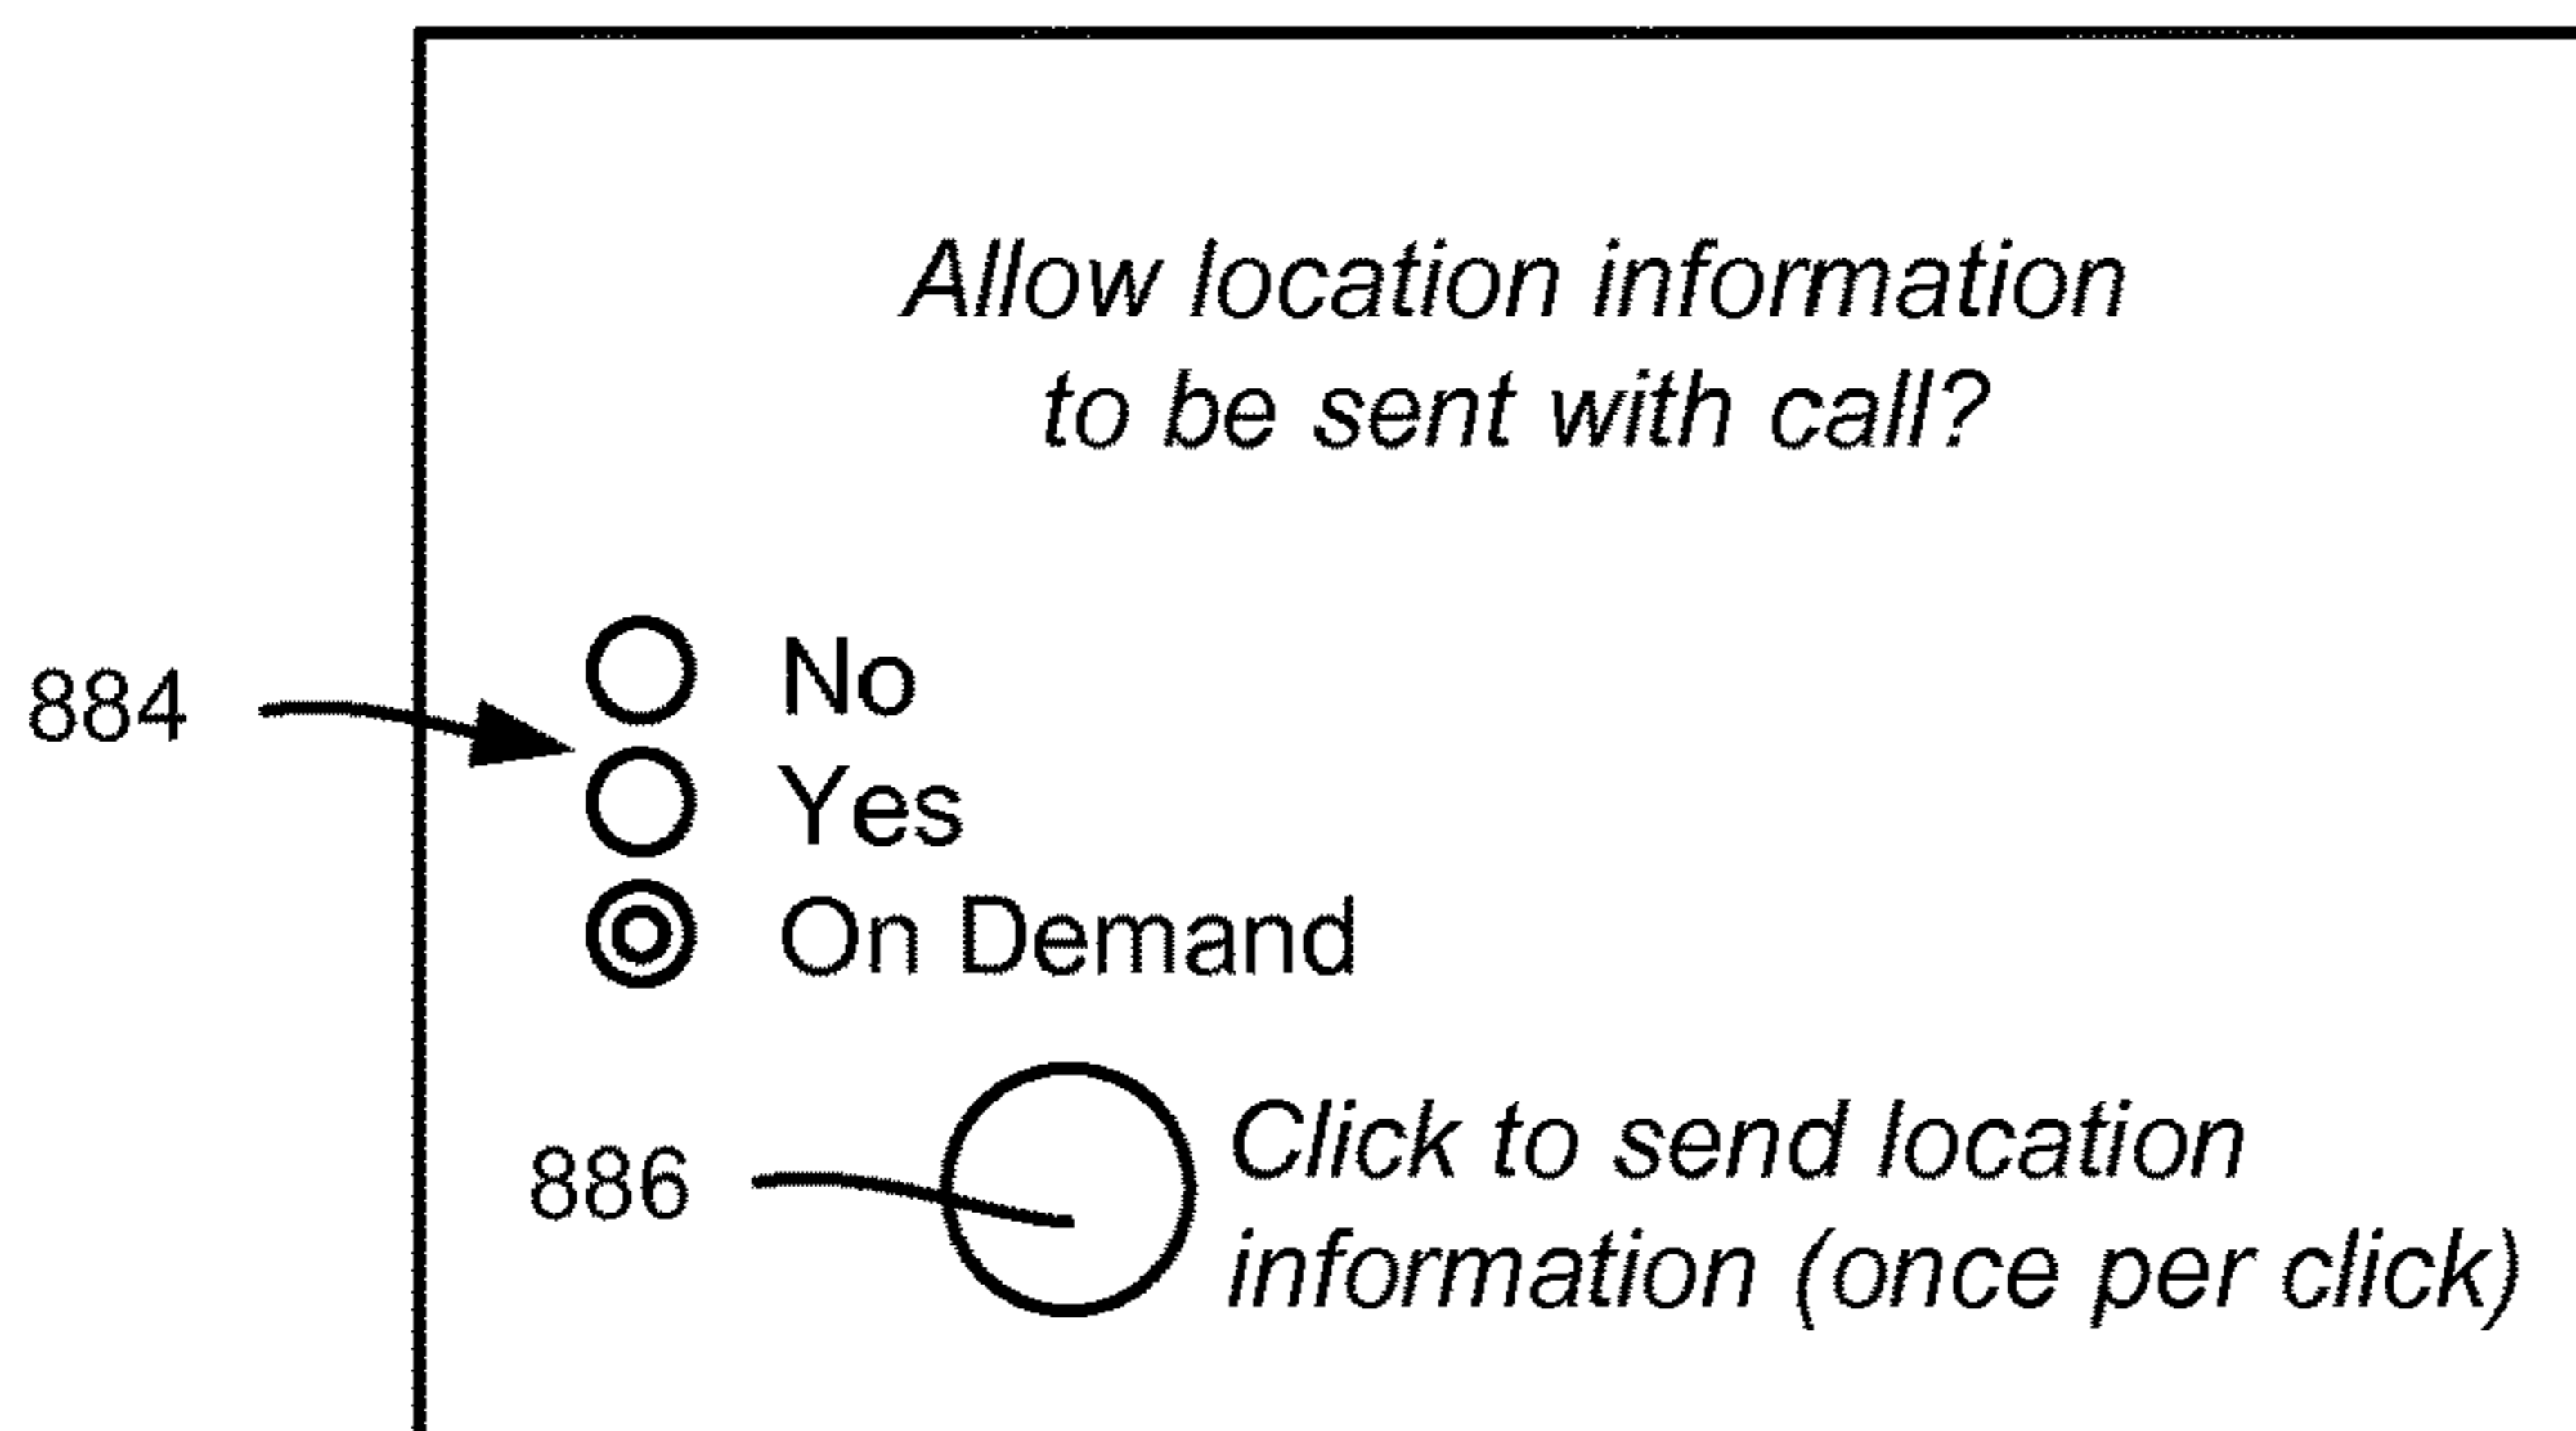 Allow location information
to be sent with call?
884
No
Yes
On Demand
886
Click to send location
information (once per click)